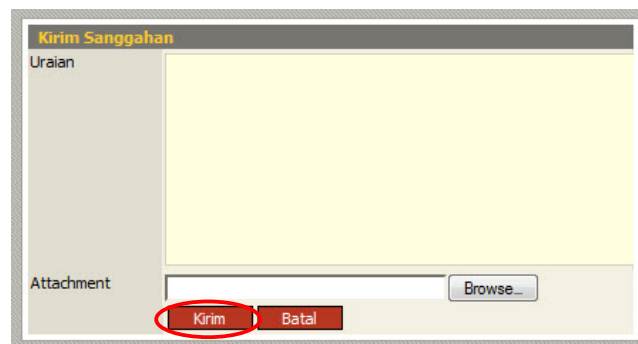 Kirim Sanggahan
Uraian
Attachment
Browse...
Kirim Batal